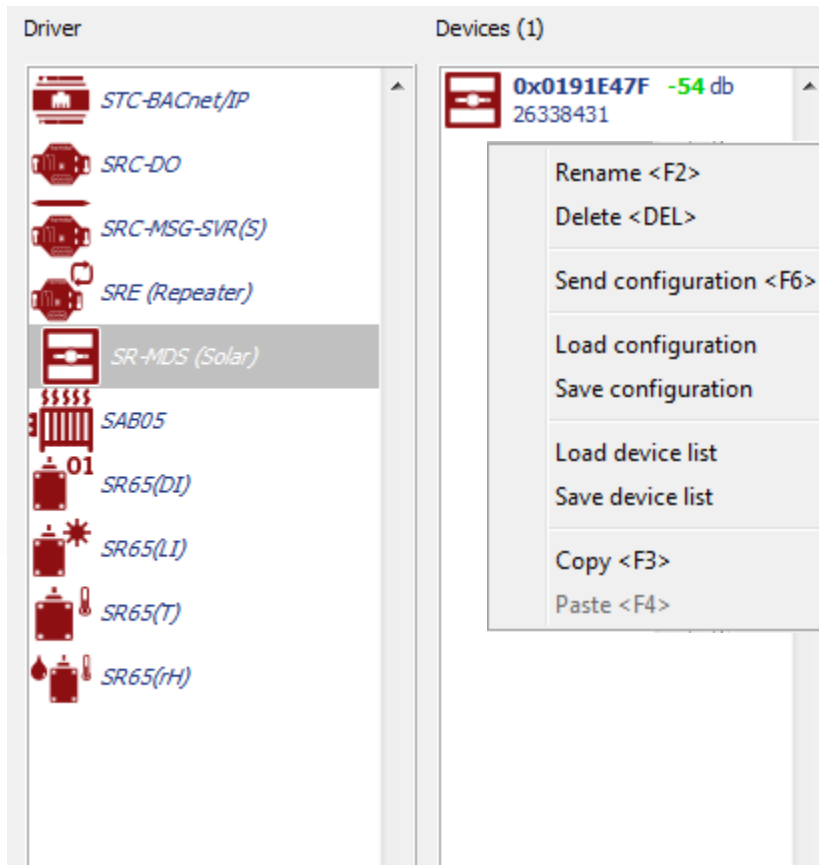 Driver
STC-BACnet/IP
SRC-DO
SRC-MSG-SVR(S)
SRE (Repeater)
SR-MDS (Solar)
SAB05
01
SR65(DI)
SR65(LI)
SR65(T)
SR65(rH)
Devices (1)
0x0191E47F -54 db
26338431
Rename <F2>
Delete <DEL>
Send configuration <F6>
Load configuration
Save configuration
Load device list
Save device list
Copy <F3>
Paste <F4>